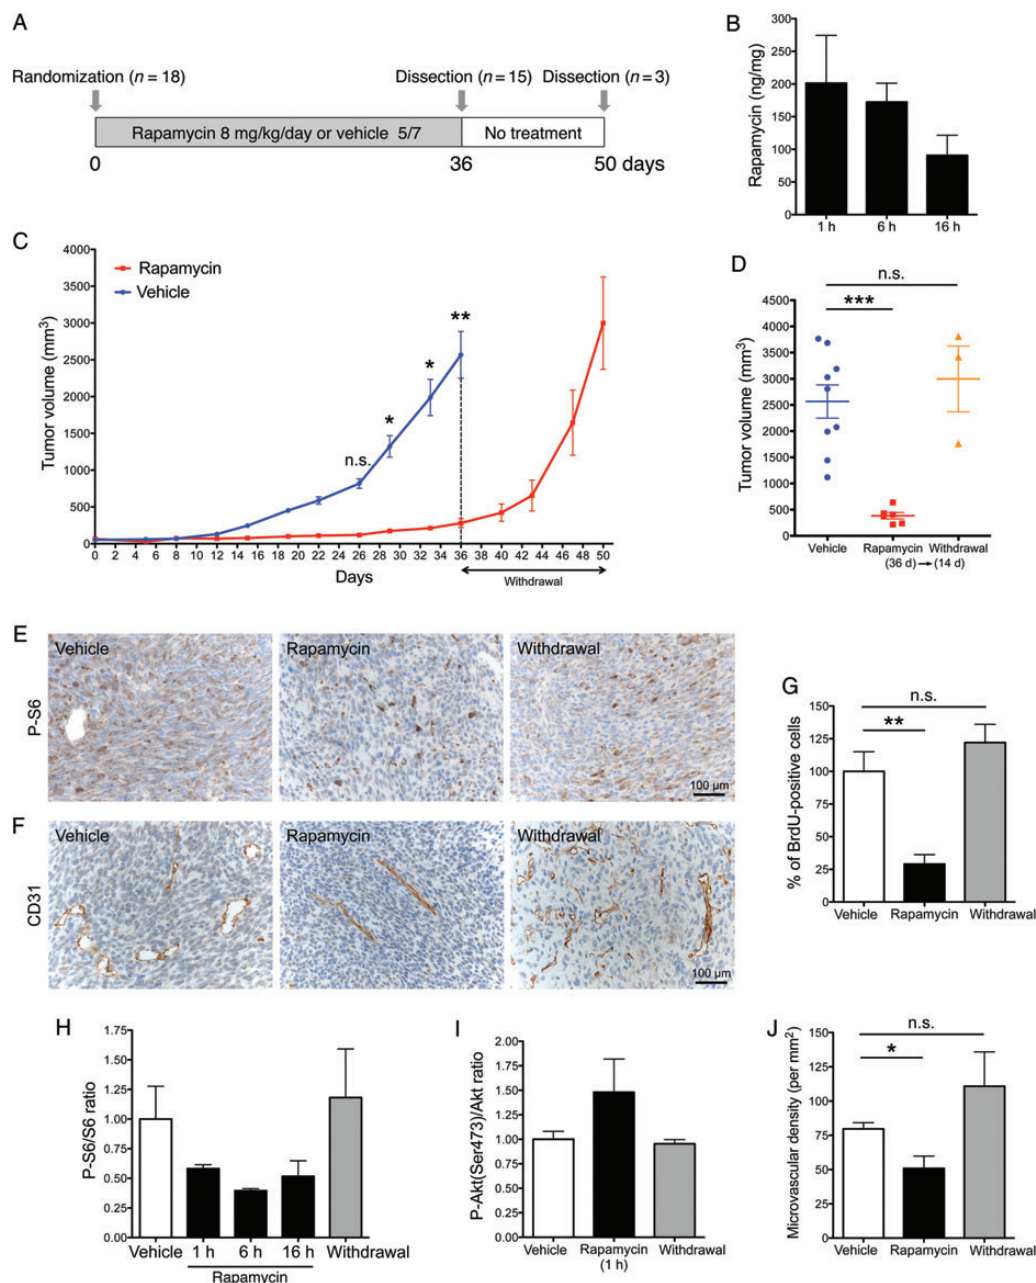 A
Randomization (n = 18)
Dissection (n = 15)
Dissection (n = 3)
Rapamycin 8 mg/kg/day or vehicle 5/7
No treatment
0
36
50 days
B
Rapamycin (ng/mg)
300
250
200
150
100
50
0
1 h
6 h
16 h
C
Tumor volume (mm³)
4000
3500
3000
2500
2000
1500
1000
500
Rapamycin
Vehicle
n.s.
*
*
**
0 2 4 6 8 10 12 14 16 18 20 22 24 26 28 30 32 34 36 38 40 42 44 46 48 50
Days
Withdrawal
D
n.s.
***
Tumor volume (mm³)
4500
4000
3500
3000
2500
2000
1500
1000
500
0
Vehicle
Rapamycin
Withdrawal
(36 d) → (14 d)
E
P-S6
Vehicle
Rapamycin
Withdrawal
100 µm
F
CD31
Vehicle
Rapamycin
Withdrawal
100 µm
G
n.s.
**
% of BrdU-positive cells
150
125
100
75
50
25
0
Vehicle
Rapamycin
Withdrawal
H
P-S6/S6 ratio
1.75
1.50
1.25
1.00
0.75
0.50
0.25
0.00
Vehicle
1 h
6 h
16 h
Withdrawal
Rapamycin
I
P-Akt(Ser473)/Akt ratio
2.00
1.75
1.50
1.25
1.00
0.75
0.50
0.25
0.00
Vehicle
Rapamycin
(1 h)
Withdrawal
J
n.s.
*
Microvascular density (per mm²)
150
125
100
75
50
25
0
Vehicle
Rapamycin
Withdrawal